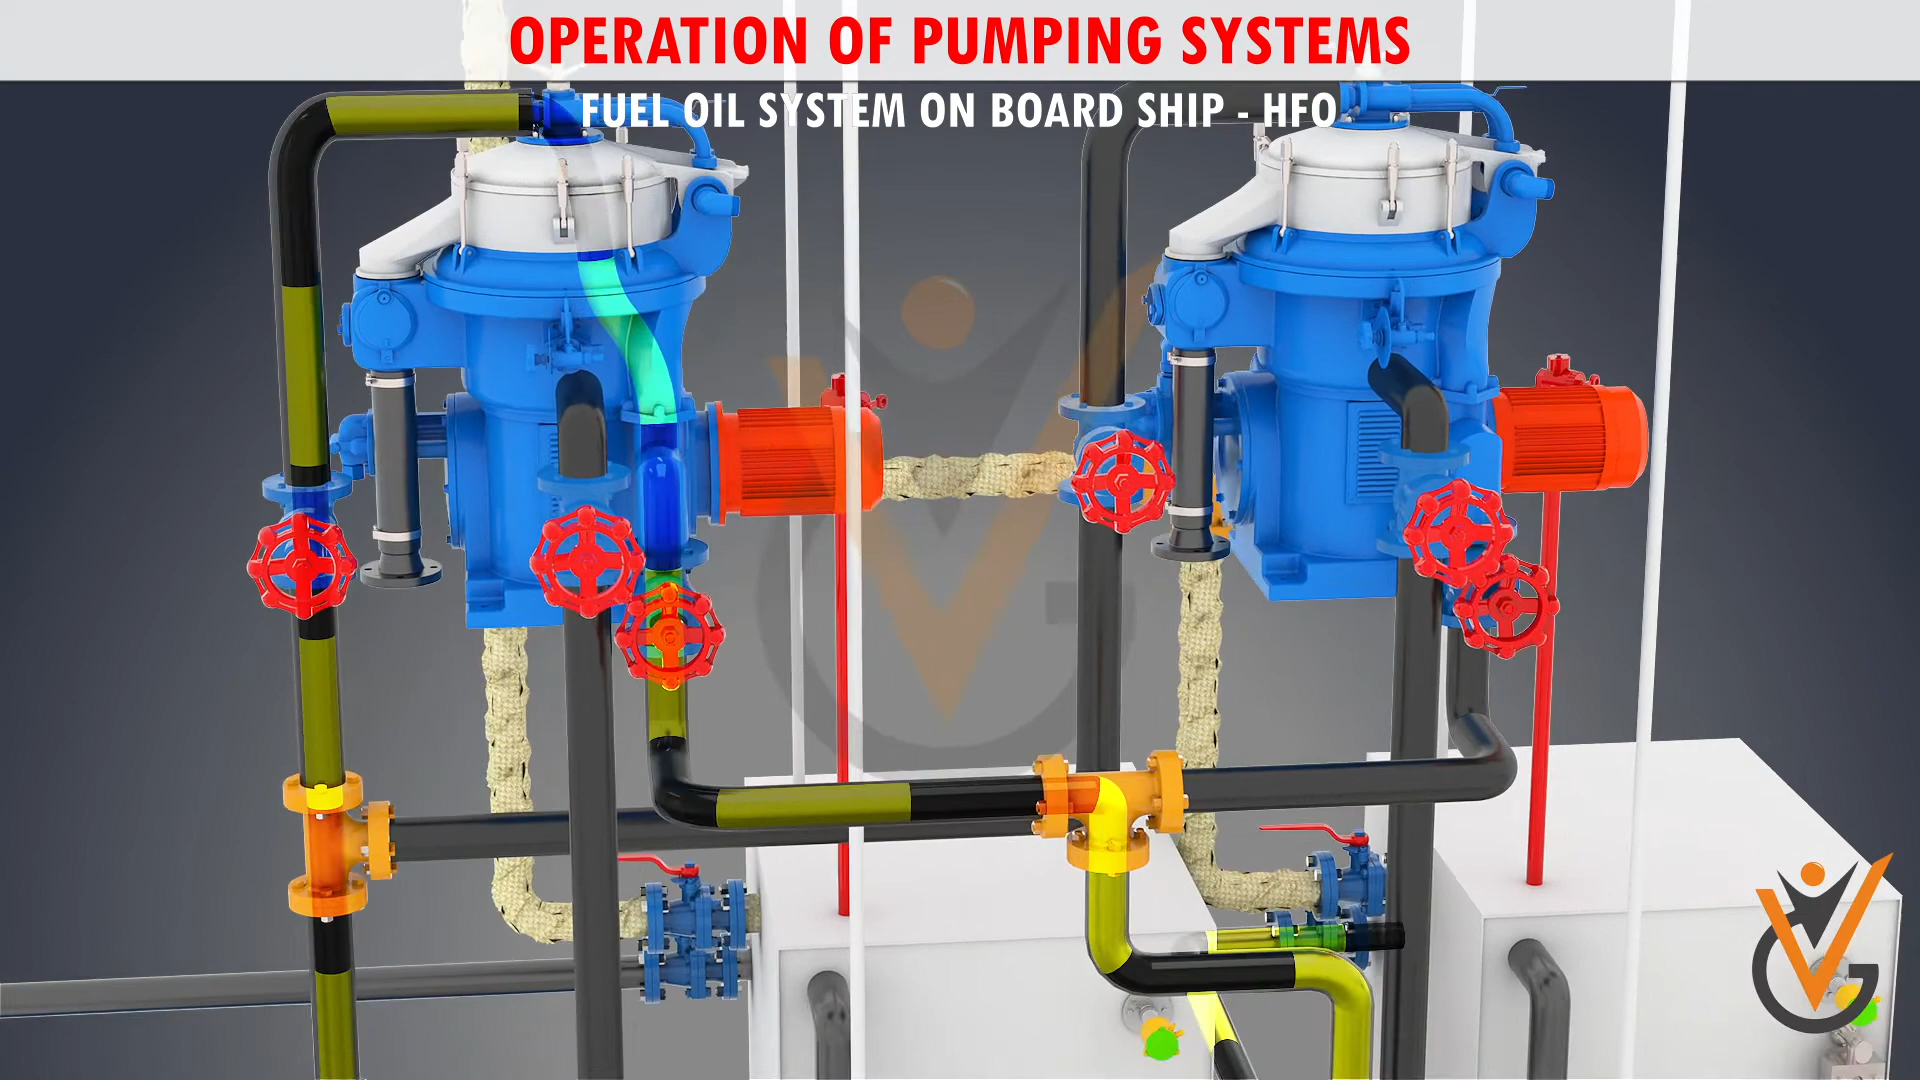 OPERATION OF PUMPING SYSTEMS
FUEL OIL SYSTEM ON BOARD SHIP - HFO